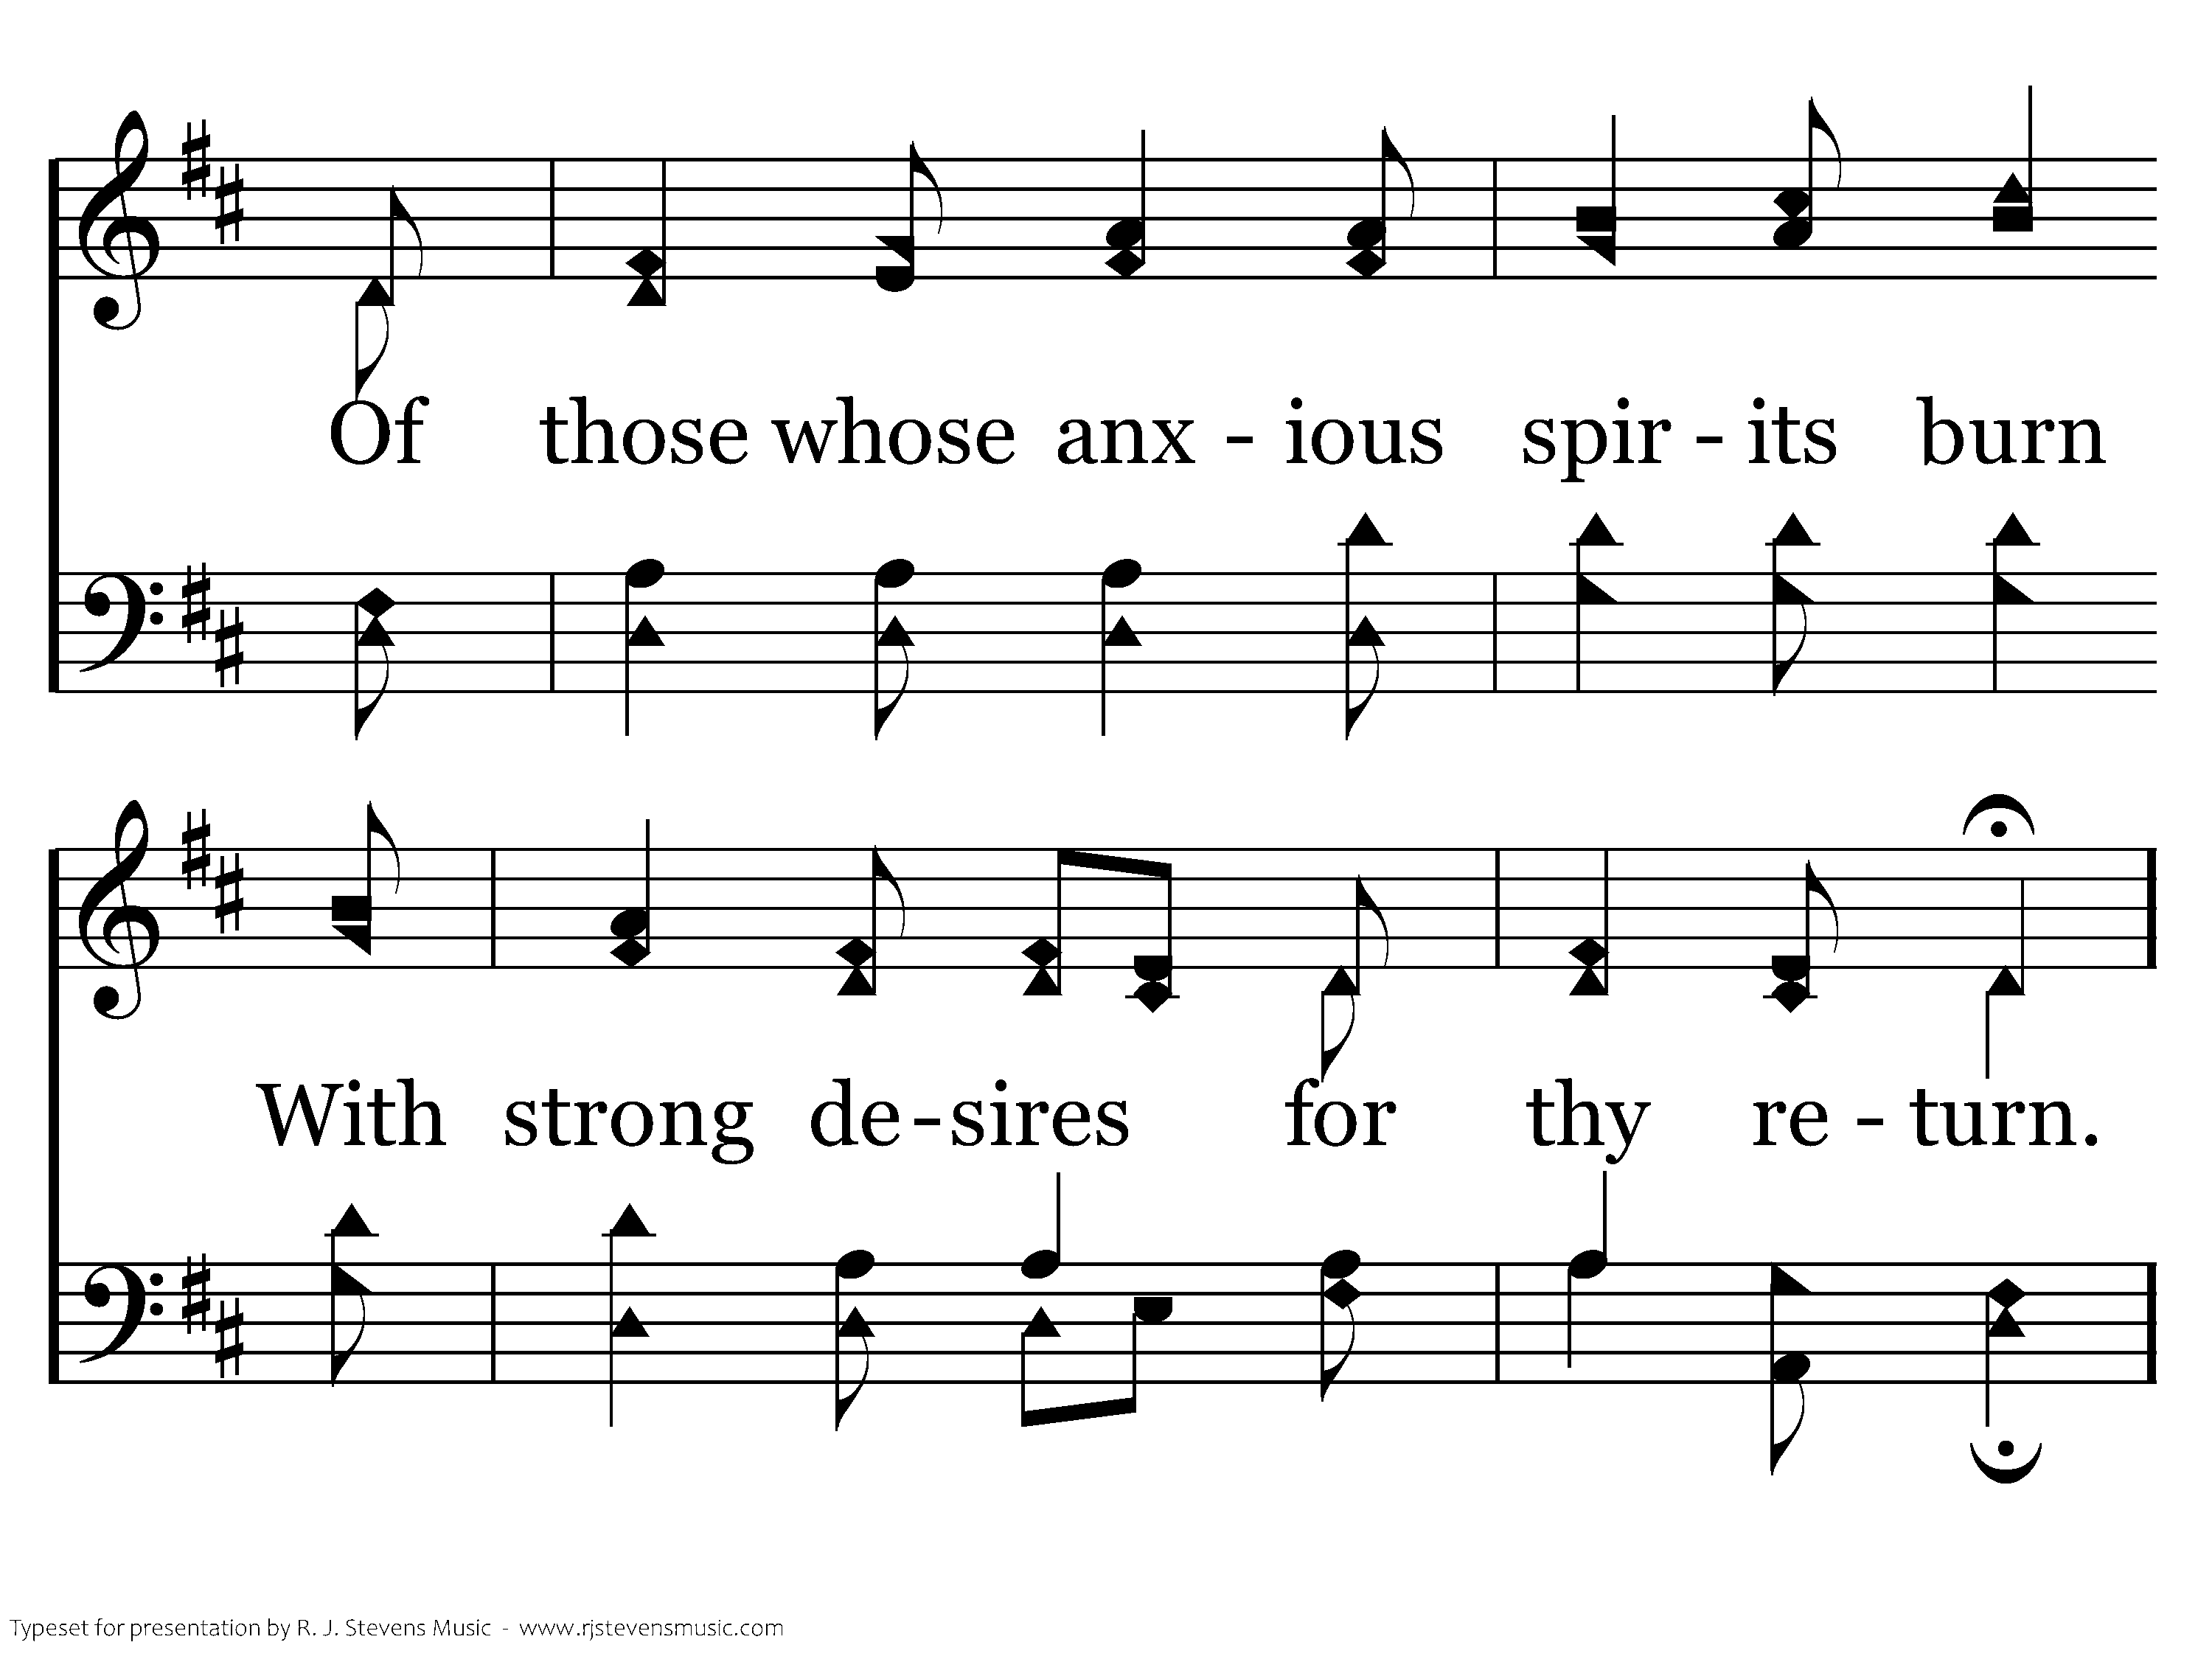 Of those whose anx - ious spir - its burn
With strong de - sires for thy re - turn.
Typeset for presentation by R. J. Stevens Music - www.rjstevensmusic.com